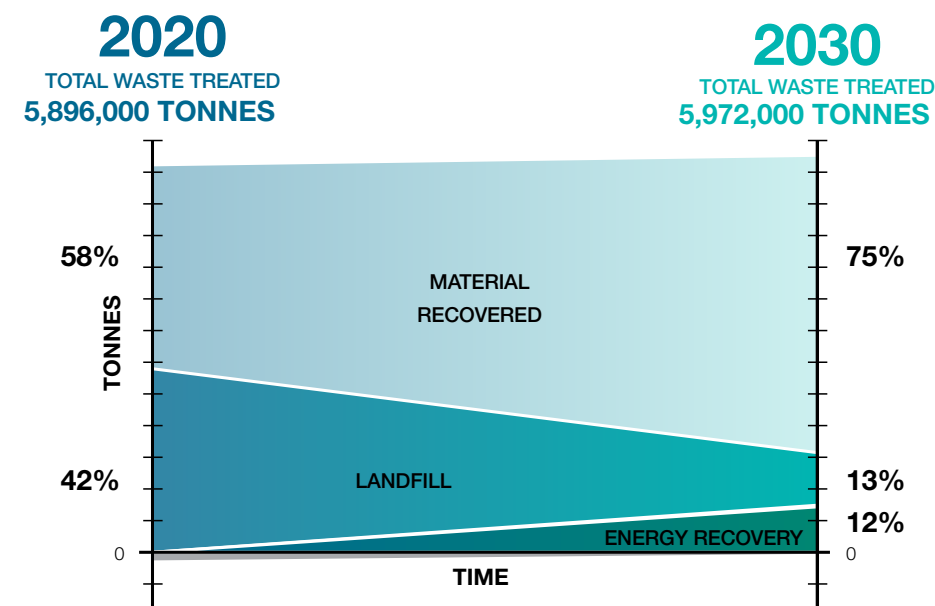 2020
TOTAL WASTE TREATED
5,896,000 TONNES
2030
TOTAL WASTE TREATED
5,972,000 TONNES
58%
75%
MATERIAL
RECOVERED
TONNES
42%
LANDFILL
13%
12%
ENERGY RECOVERY
0
0
TIME